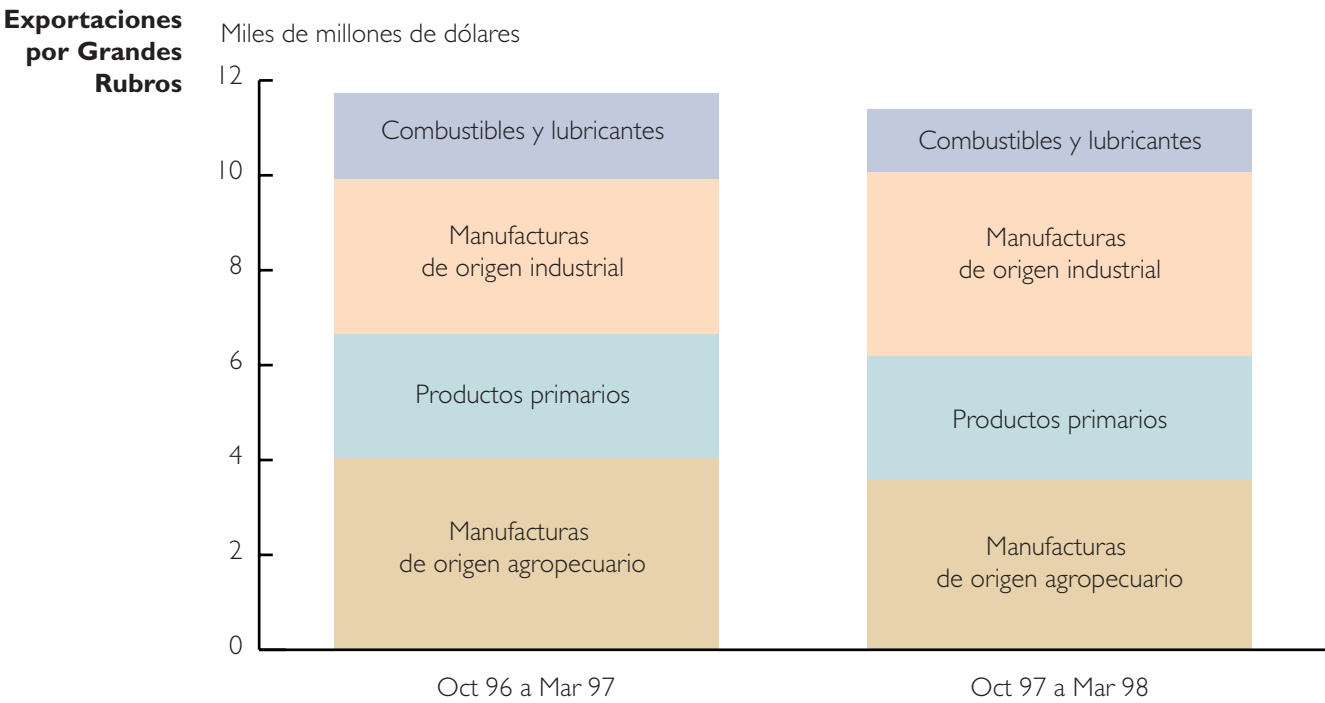 Exportaciones
por Grandes
Rubros
Miles de millones de dólares
12
10
8
6
4
2
0
Combustibles y lubricantes
Manufacturas
de origen industrial
Productos primarios
Manufacturas
de origen agropecuario
Combustibles y lubricantes
Manufacturas
de origen industrial
Productos primarios
Manufacturas
de origen agropecuario
Oct 96 a Mar 97
Oct 97 a Mar 98